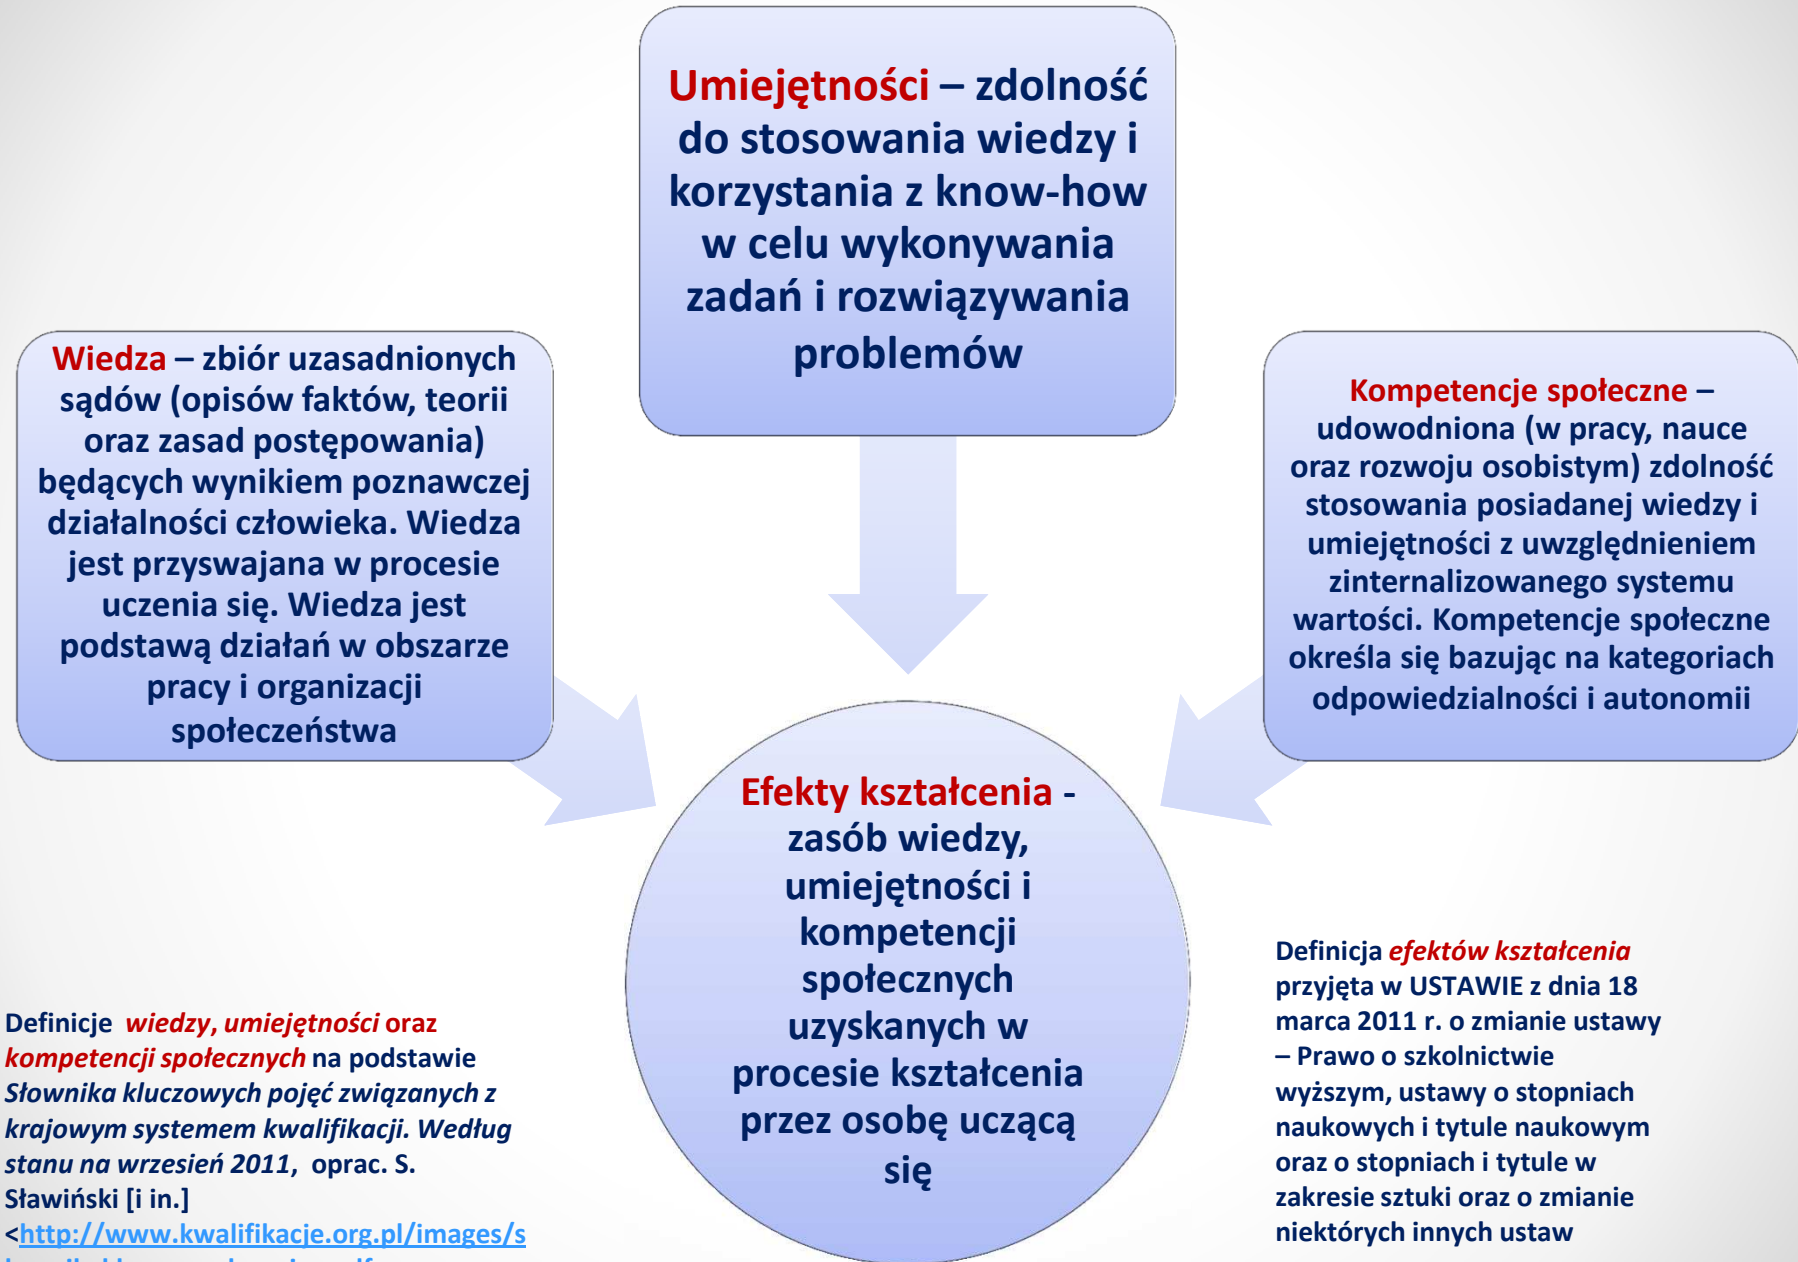 Umiejętności – zdolność
do stosowania wiedzy i
korzystania z know-how
w celu wykonywania
zadań i rozwiązywania
problemów
Wiedza – zbiór uzasadnionych
sądów (opisów faktów, teorii
oraz zasad postępowania)
będących wynikiem poznawczej
działalności człowieka. Wiedza
jest przyswajana w procesie
uczenia się. Wiedza jest
podstawą działań w obszarze
pracy i organizacji
społeczeństwa
Kompetencje społeczne –
udowodniona (w pracy, nauce
oraz rozwoju osobistym) zdolność
stosowania posiadanej wiedzy i
umiejętności z uwzględnieniem
zinternalizowanego systemu
wartości. Kompetencje społeczne
określa się bazując na kategoriach
odpowiedzialności i autonomii
Efekty kształcenia -
zasób wiedzy,
umiejętności i
kompetencji
społecznych
uzyskanych w
procesie kształcenia
przez osobę uczącą
się
Definicje wiedzy, umiejętności oraz
kompetencji społecznych na podstawie
Słownika kluczowych pojęć związanych z
krajowym systemem kwalifikacji. Według
stanu na wrzesień 2011, oprac. S.
Sławiński [i in.]
<http://www.kwalifikacje.org.pl/images/s
Definicja efektów kształcenia
przyjęta w USTAWIE z dnia 18
marca 2011 r. o zmianie ustawy
– Prawo o szkolnictwie
wyższym, ustawy o stopniach
naukowych i tytule naukowym
oraz o stopniach i tytule w
zakresie sztuki oraz o zmianie
niektórych innych ustaw